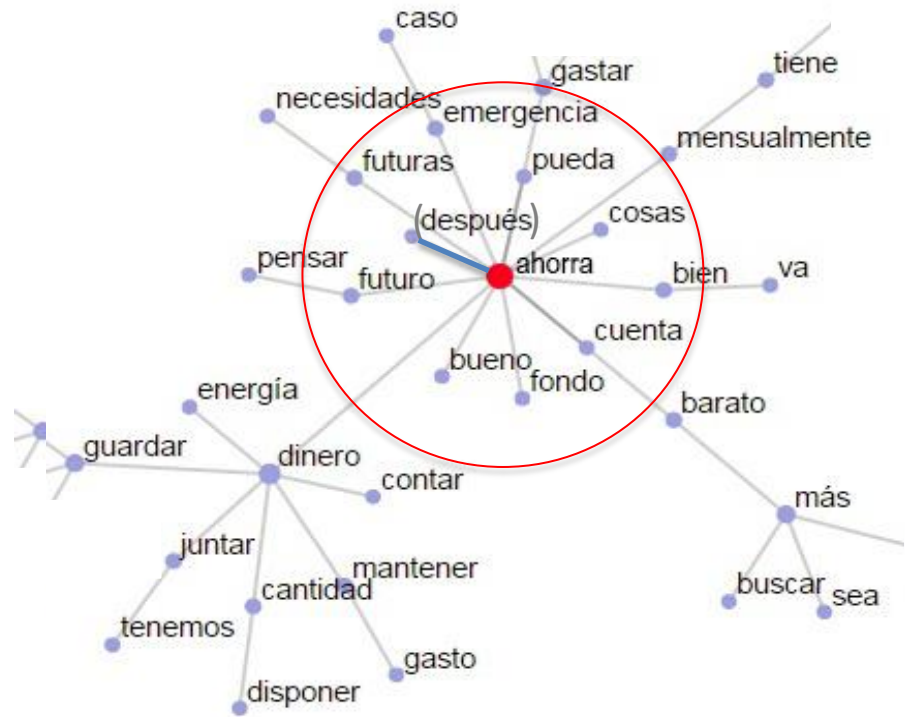 caso
gastar
tiene
necesidades
emergencia
mensualmente
futuras
pueda
(después)
cosas
pensar
ahorra
futuro
bien
va
cuenta
bueno
fondo
energía
barato
guardar
dinero
contar
más
juntar
mantener
cantidad
buscar
sea
tenemos
gasto
disponer